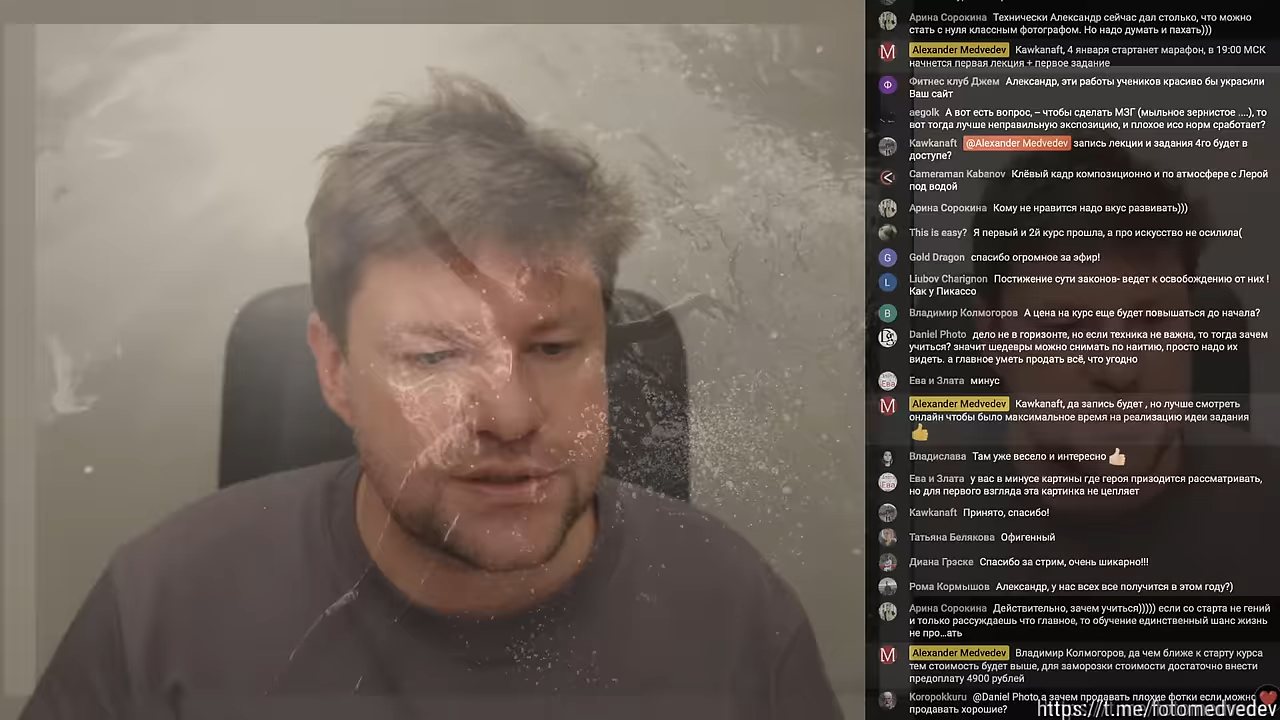 Арина Сорокина Технически Александр сейчас дал столько, что можно
стать с нуля классным фотографом. Но надо думать и пахать)))
Alexander Medvedev Kawkanaft, 4 января стартанет марафон, в 19:00 МСК
начнется первая лекция + первое задание
Фитнес клуб Джем Александр, эти работы учеников красиво бы украсили
Ваш сайт
aegolk А вот есть вопрос, – чтобы сделать МЗГ (мыльное зернистое ....), то
вот тогда лучше неправильную экспозицию, и плохое исо норм сработает?
Kawkanaft @Alexander Medvedev запись лекции и задания 4го будет в
доступе?
Cameraman Kabanov Клёвый кадр композиционно и по атмосфере с Лерой
под водой
Арина Сорокина Кому не нравится надо вкус развивать)))
This is easy? Я первый и 2й курс прошла, а про искусство не осилила(
Gold Dragon спасибо огромное за эфир!
Liubov Charignon Постижение сути законов- ведет к освобождению от них !
Как у Пикассо
Владимир Колмогоров А цена на курс еще будет повышаться до начала?
Daniel Photo дело не в горизонте, но если техника не важна, то тогда зачем
учиться? значит шедевры можно снимать по наитию, просто надо их
видеть. а главное уметь продать всё, что угодно
Ева и Злата минус
Alexander Medvedev Kawkanaft, да запись будет , но лучше смотреть
онлайн чтобы было максимальное время на реализацию идеи задания
👍
Владислава Там уже весело и интересно 👍🏻
Ева и Злата у вас в минусе картины где героя призодится рассматривать,
но для первого взгляда эта картинка не цепляет
Kawkanaft Принято, спасибо!
Татьяна Белякова Офигенный
Диана Грэске Спасибо за стрим, очень шикарно!!!
Рома Кормышов Александр, у нас всех все получится в этом году?)
Арина Сорокина Действительно, зачем учиться))))) если со старта не гений
и только рассуждаешь что главное, то обучение единственный шанс жизнь
не про...ать
Alexander Medvedev Владимир Колмогоров, да чем ближе к старту курса
тем стоимость будет выше, для заморозки стоимости достаточно внести
предоплату 4900 рублей
Koropokkuru @Daniel Photo а зачем продавать плохие фотки если можно
продавать хорошие?
https://t.me/fotomedvedev